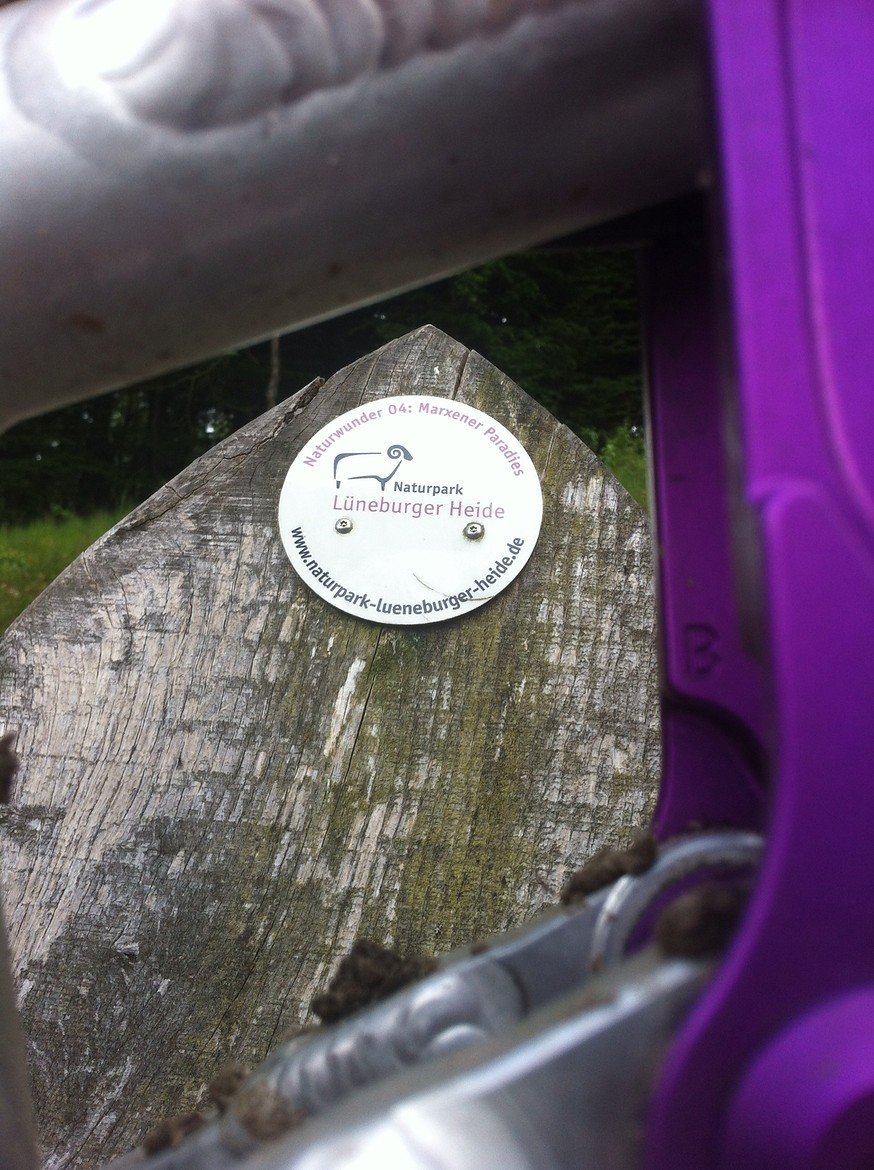 Naturwunder 04: Marxener Paradies
Naturpark
Lüneburger Heide
www.naturpark-lueneburger-heide.de
B